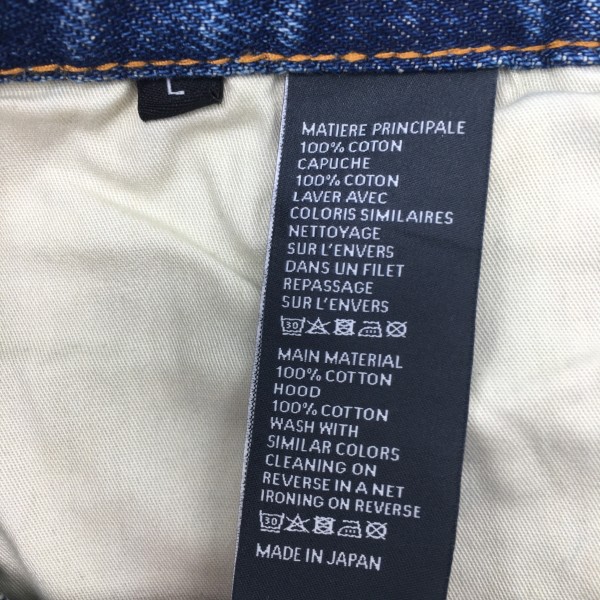 L
MATIERE PRINCIPALE
100% COTON
CAPUCHE
100% COTON
LAVER AVEC
COLORIS SIMILAIRES
NETTOYAGE
SUR L'ENVERS
DANS UN FILET
REPASSAGE
SUR L'ENVERS
30
MAIN MATERIAL
100% COTTON
HOOD
100% COTTON
WASH WITH
SIMILAR COLORS
CLEANING ON
REVERSE IN A NET
IRONING ON REVERSE
30
MADE IN JAPAN